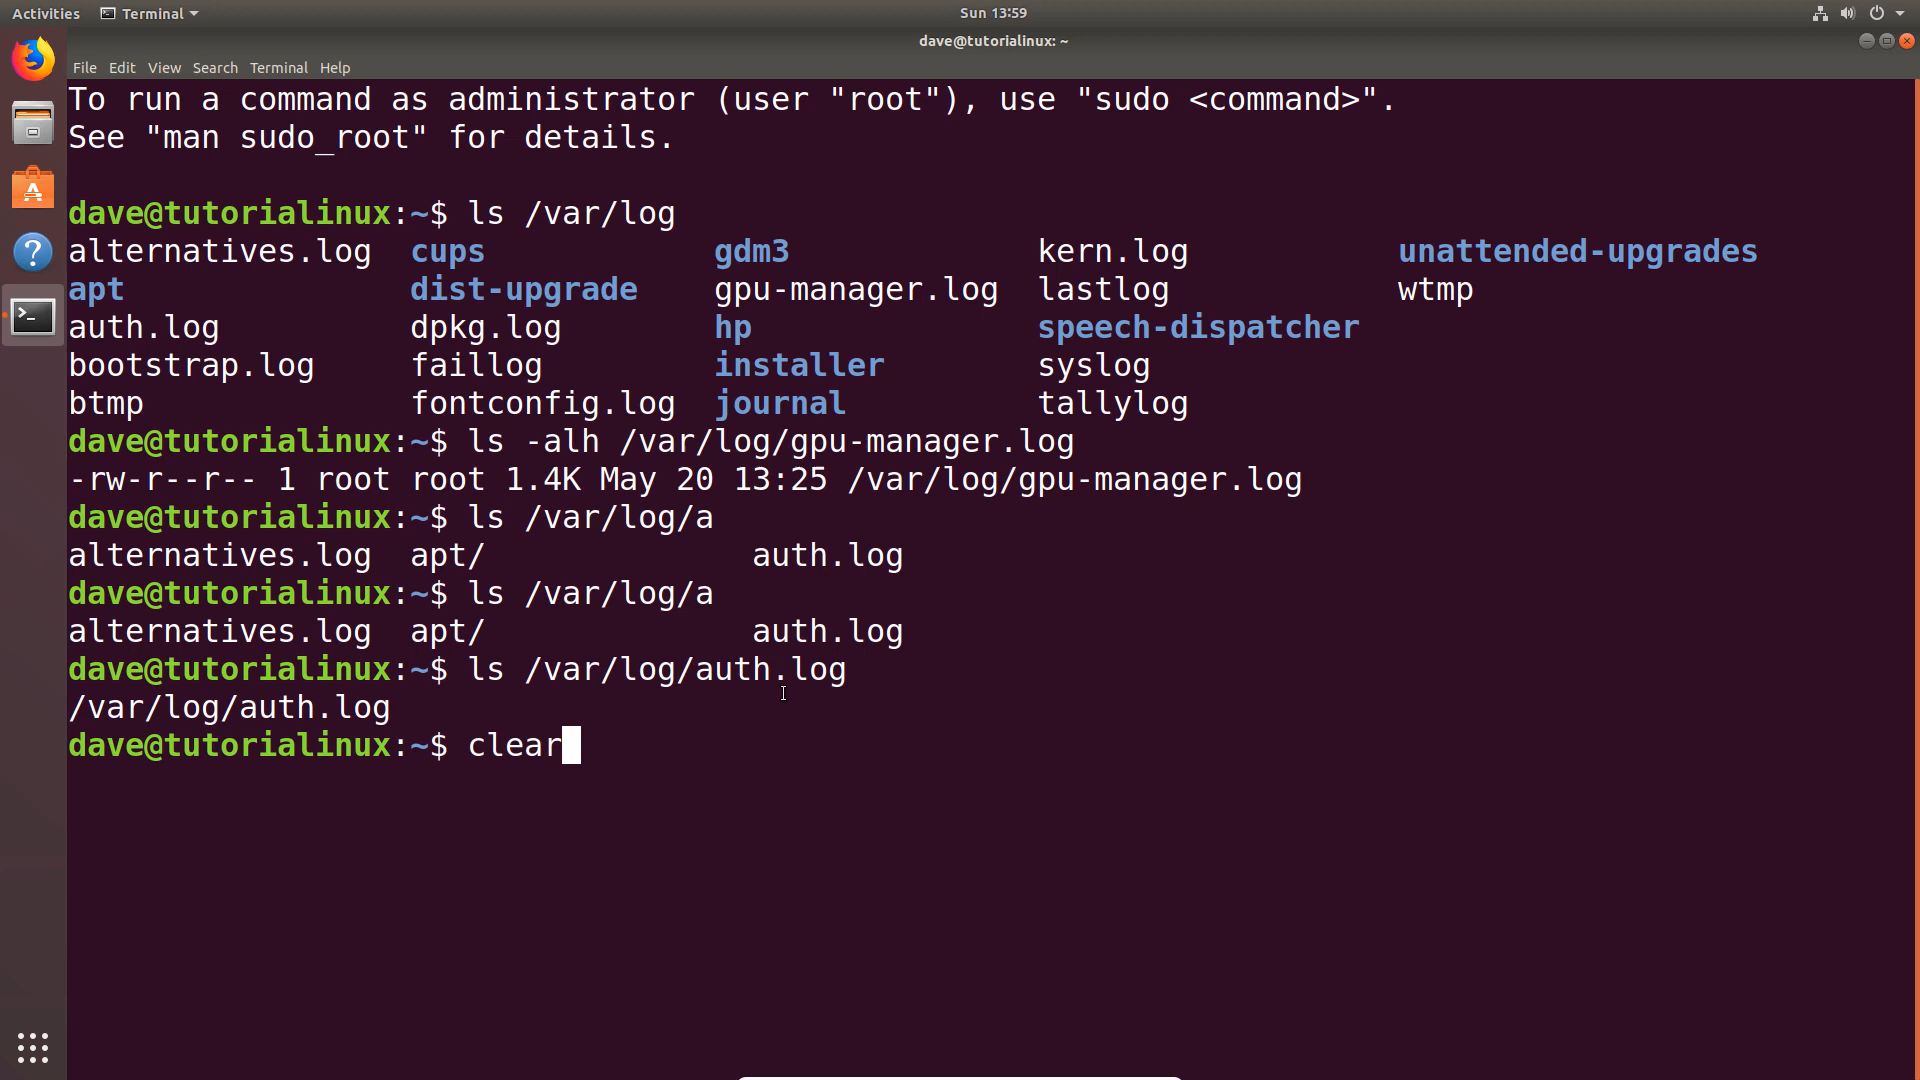 Activities Terminal Sun 13:59
dave@tutorialinux: ~
File Edit View Search Terminal Help
To run a command as administrator (user "root"), use "sudo <command>".
See "man sudo_root" for details.
dave@tutorialinux:~$ ls /var/log
alternatives.log cups gdm3 kern.log unattended-upgrades
apt dist-upgrade gpu-manager.log lastlog wtmp
auth.log dpkg.log hp speech-dispatcher
bootstrap.log faillog installer syslog
btmp fontconfig.log journal tallylog
dave@tutorialinux:~$ ls -alh /var/log/gpu-manager.log
-rw-r--r-- 1 root root 1.4K May 20 13:25 /var/log/gpu-manager.log
dave@tutorialinux:~$ ls /var/log/a
alternatives.log apt/ auth.log
dave@tutorialinux:~$ ls /var/log/a
alternatives.log apt/ auth.log
dave@tutorialinux:~$ ls /var/log/auth.log
/var/log/auth.log
dave@tutorialinux:~$ clear